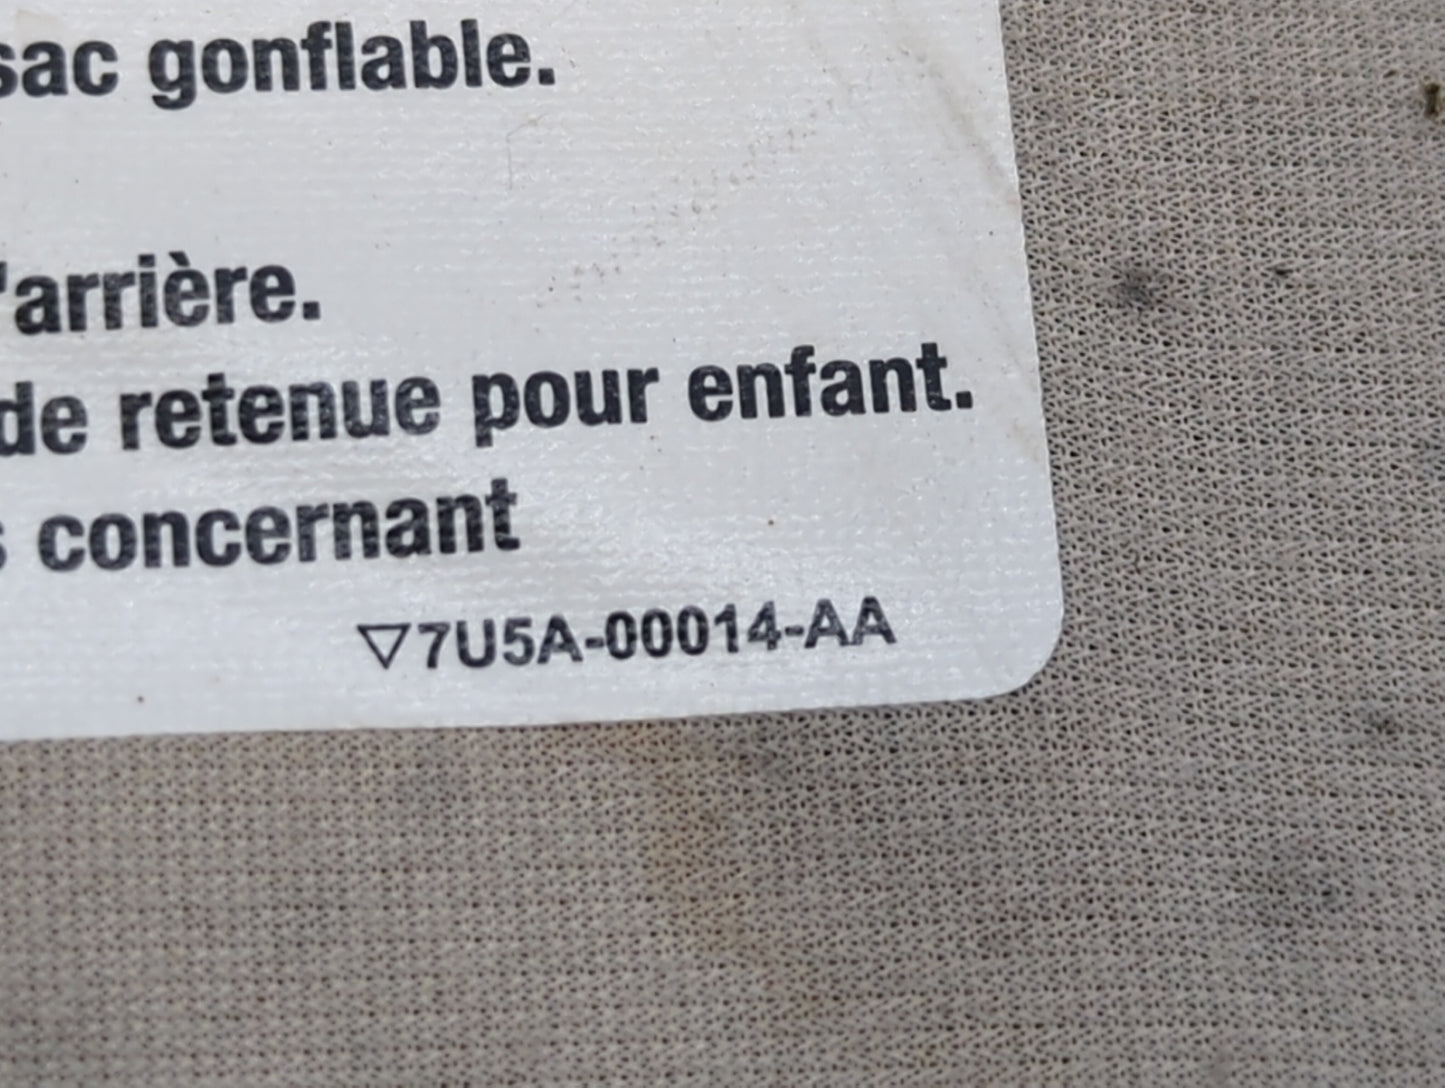 sac gonflable.
l'arrière.
de retenue pour enfant.
s concernant
▽7U5A-00014-AA